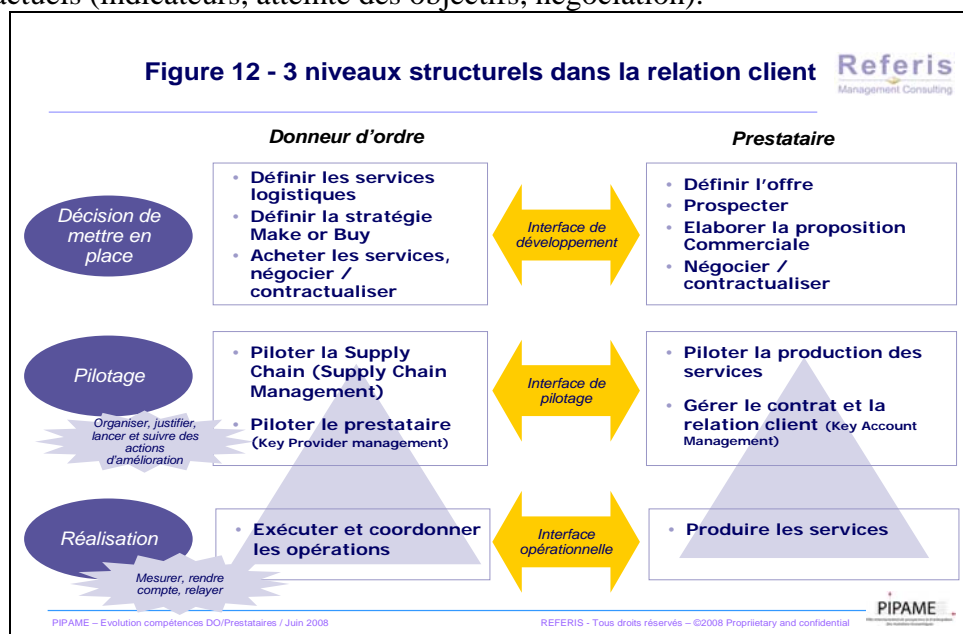 actuels (indicateurs, atteinte des objectifs, négociation).
Figure 12 - 3 niveaux structurels dans la relation client
Referis
Management Consulting
Donneur d'ordre
Prestataire
Décision de
mettre en
place
• Définir les services
logistiques
• Définir la stratégie
Make or Buy
• Acheter les services,
négocier /
contractualiser
Interface de
développement
• Définir l'offre
• Prospecter
• Elaborer la proposition
Commerciale
• Négocier /
contractualiser
Pilotage
Organiser, justifier,
lancer et suivre des
actions
d'amélioration
• Piloter la Supply
Chain (Supply Chain
Management)
• Piloter le prestataire
(Key Provider management)
Interface de
pilotage
• Piloter la production des
services
• Gérer le contrat et la
relation client (Key Account
Management)
Réalisation
Mesurer, rendre
compte, relayer
• Exécuter et coordonner
les opérations
Interface
opérationnelle
• Produire les services
PIPAME – Evolution compétences DO/Prestataires / Juin 2008
REFERIS - Tous droits réservés – ©2008 Propriietary and confidential
PIPAME